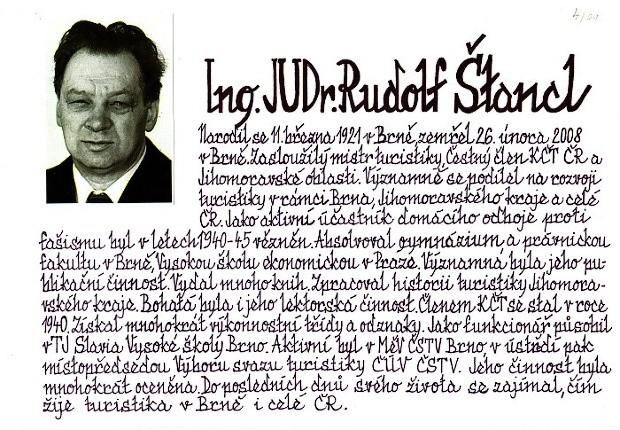 4/
Ing. JUDr. Rudolf Štancl
Narodil se 11. března 1921 v Brně, zemřel 26. února 2008
v Brně. Zasloužilý mistr turistiky, Čestný člen KČT ČR a
Jihomoravské oblasti. Významně se podílel na rozvoji
turistiky v rámci Brna, Jihomoravského kraje a celé
ČR. Jako aktivní účastník domácího odboje proti
fašismu byl v letech 1940-45 vězněn. Absolvoval gymnázium, a právnickou
fakultu v Brně, Vysokou školu ekonomickou v Praze. Významná byla jeho pu-
blikační činnost. Vydal mnoho knih. Zpracoval historii turistiky Jihomora-
vského kraje. Bohatá byla i jeho lektorská činnost. Členem KČT se stal v roce
1940. Získal mnohokrát výkonnostní třídy a odznaky. Jako funkcionář působil
v TJ Slavia Vysoké školy Brno. Aktivní byl v MěV ČSTV Brno v ústředí pak
místopředsedou Výboru svazu turistiky ČÚV ČSTV. Jeho činnost byla
mnohokrát oceněna. Do posledních dnů svého života se zajímal, čím
žije turistika v Brně i celé ČR.